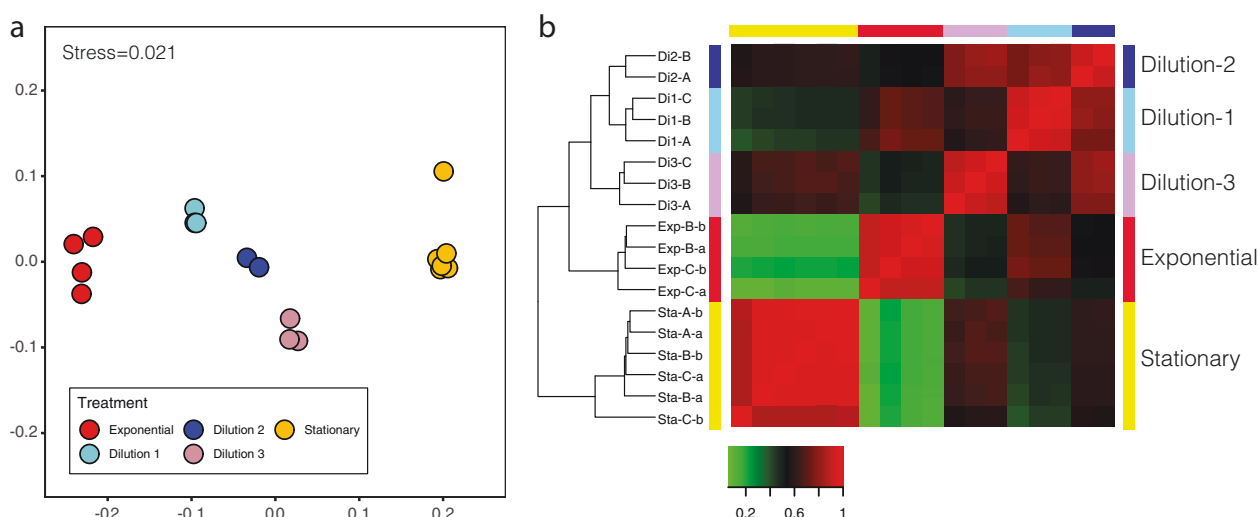 a
Stress=0.021
0.2
0.1
0.0
-0.1
-0.2
Treatment
Exponential
Dilution 2
Stationary
Dilution 1
Dilution 3
-02
-0.1
0.0
0.1
0.2
b
Di2-B
Di2-A
Di1-C
Di1-B
Di1-A
Di3-C
Di3-B
Di3-A
Exp-B-b
Exp-B-a
Exp-C-b
Exp-C-a
Sta-A-b
Sta-A-a
Sta-B-b
Sta-C-a
Sta-B-a
Sta-C-b
Dilution-2
Dilution-1
Dilution-3
Exponential
Stationary
0.2 0.6 1